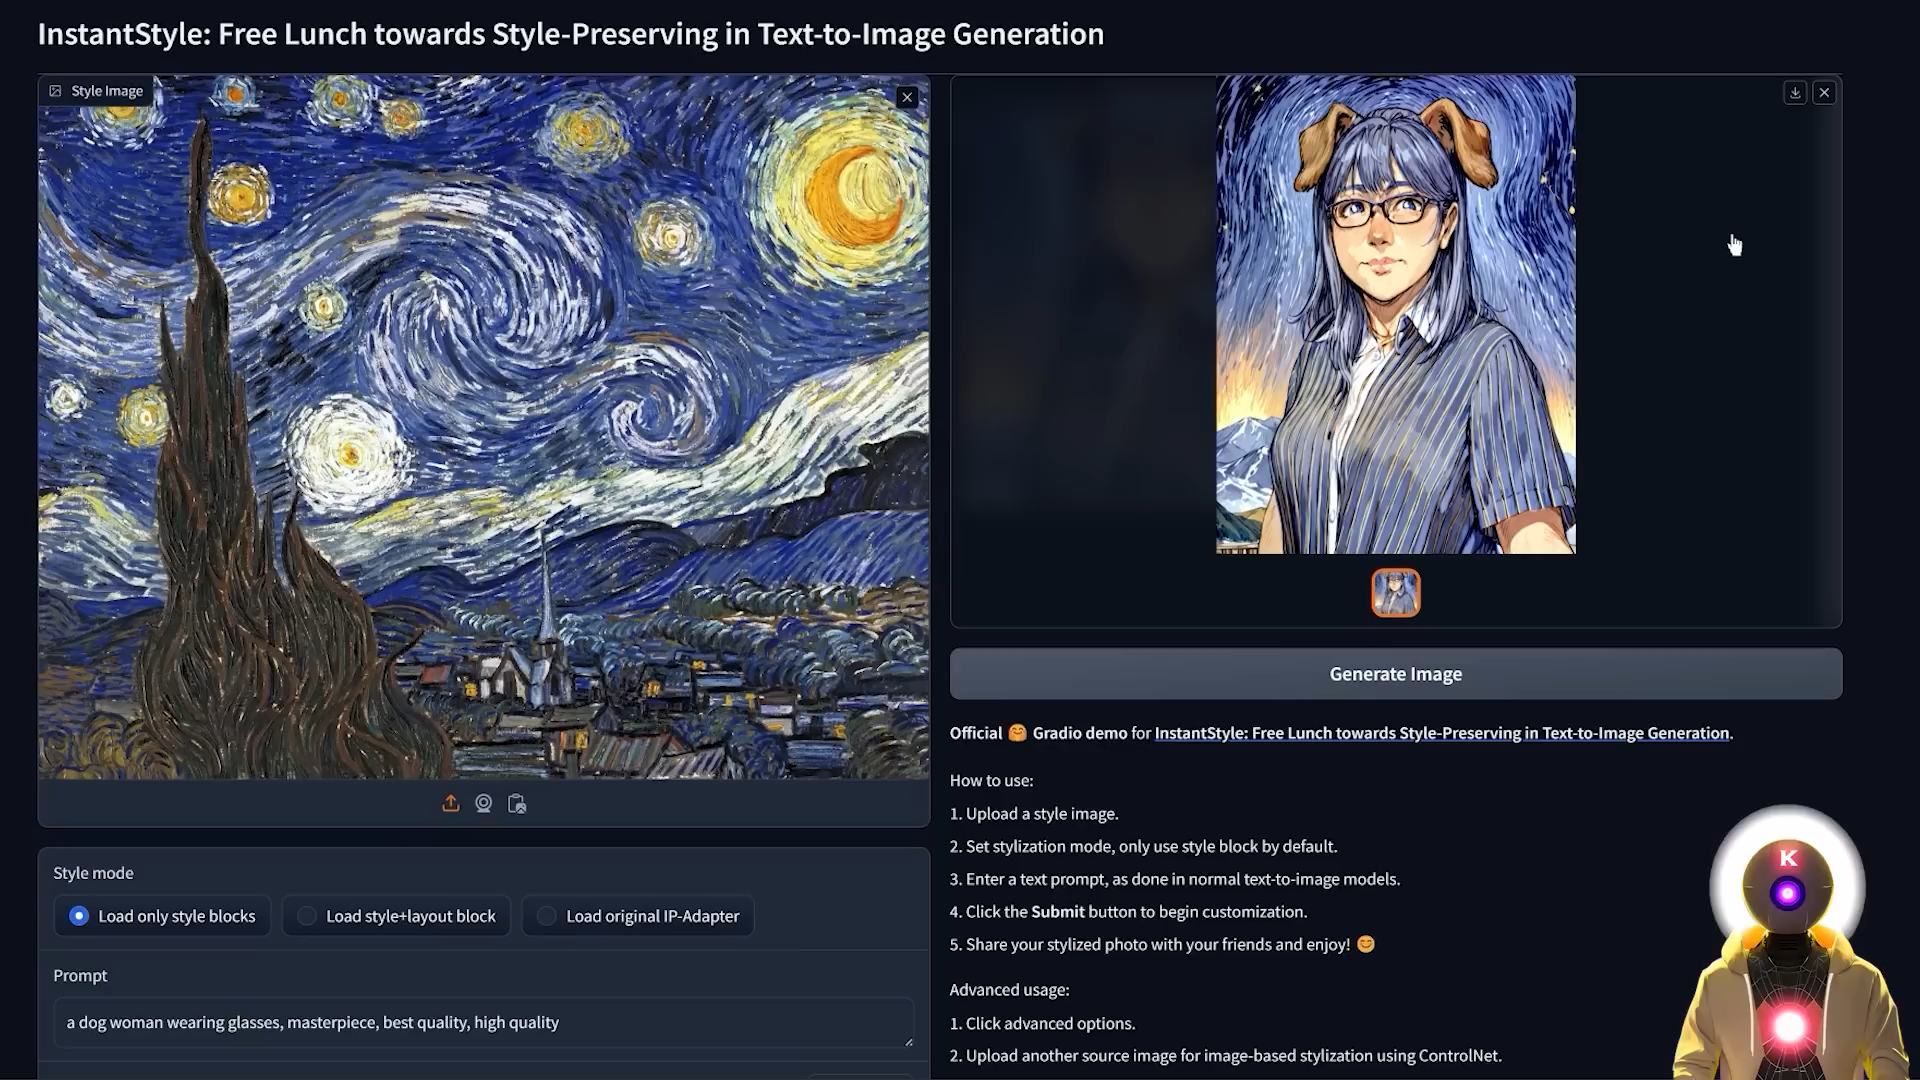 InstantStyle: Free Lunch towards Style-Preserving in Text-to-Image Generation
Style Image
Style mode
Load only style blocks
Load style+layout block
Load original IP-Adapter
Prompt
a dog woman wearing glasses, masterpiece, best quality, high quality
Generate Image
Official 🤗 Gradio demo for InstantStyle: Free Lunch towards Style-Preserving in Text-to-Image Generation.
How to use:
1. Upload a style image.
2. Set stylization mode, only use style block by default.
3. Enter a text prompt, as done in normal text-to-image models.
4. Click the Submit button to begin customization.
5. Share your stylized photo with your friends and enjoy! 😊
Advanced usage:
1. Click advanced options.
2. Upload another source image for image-based stylization using ControlNet.
K